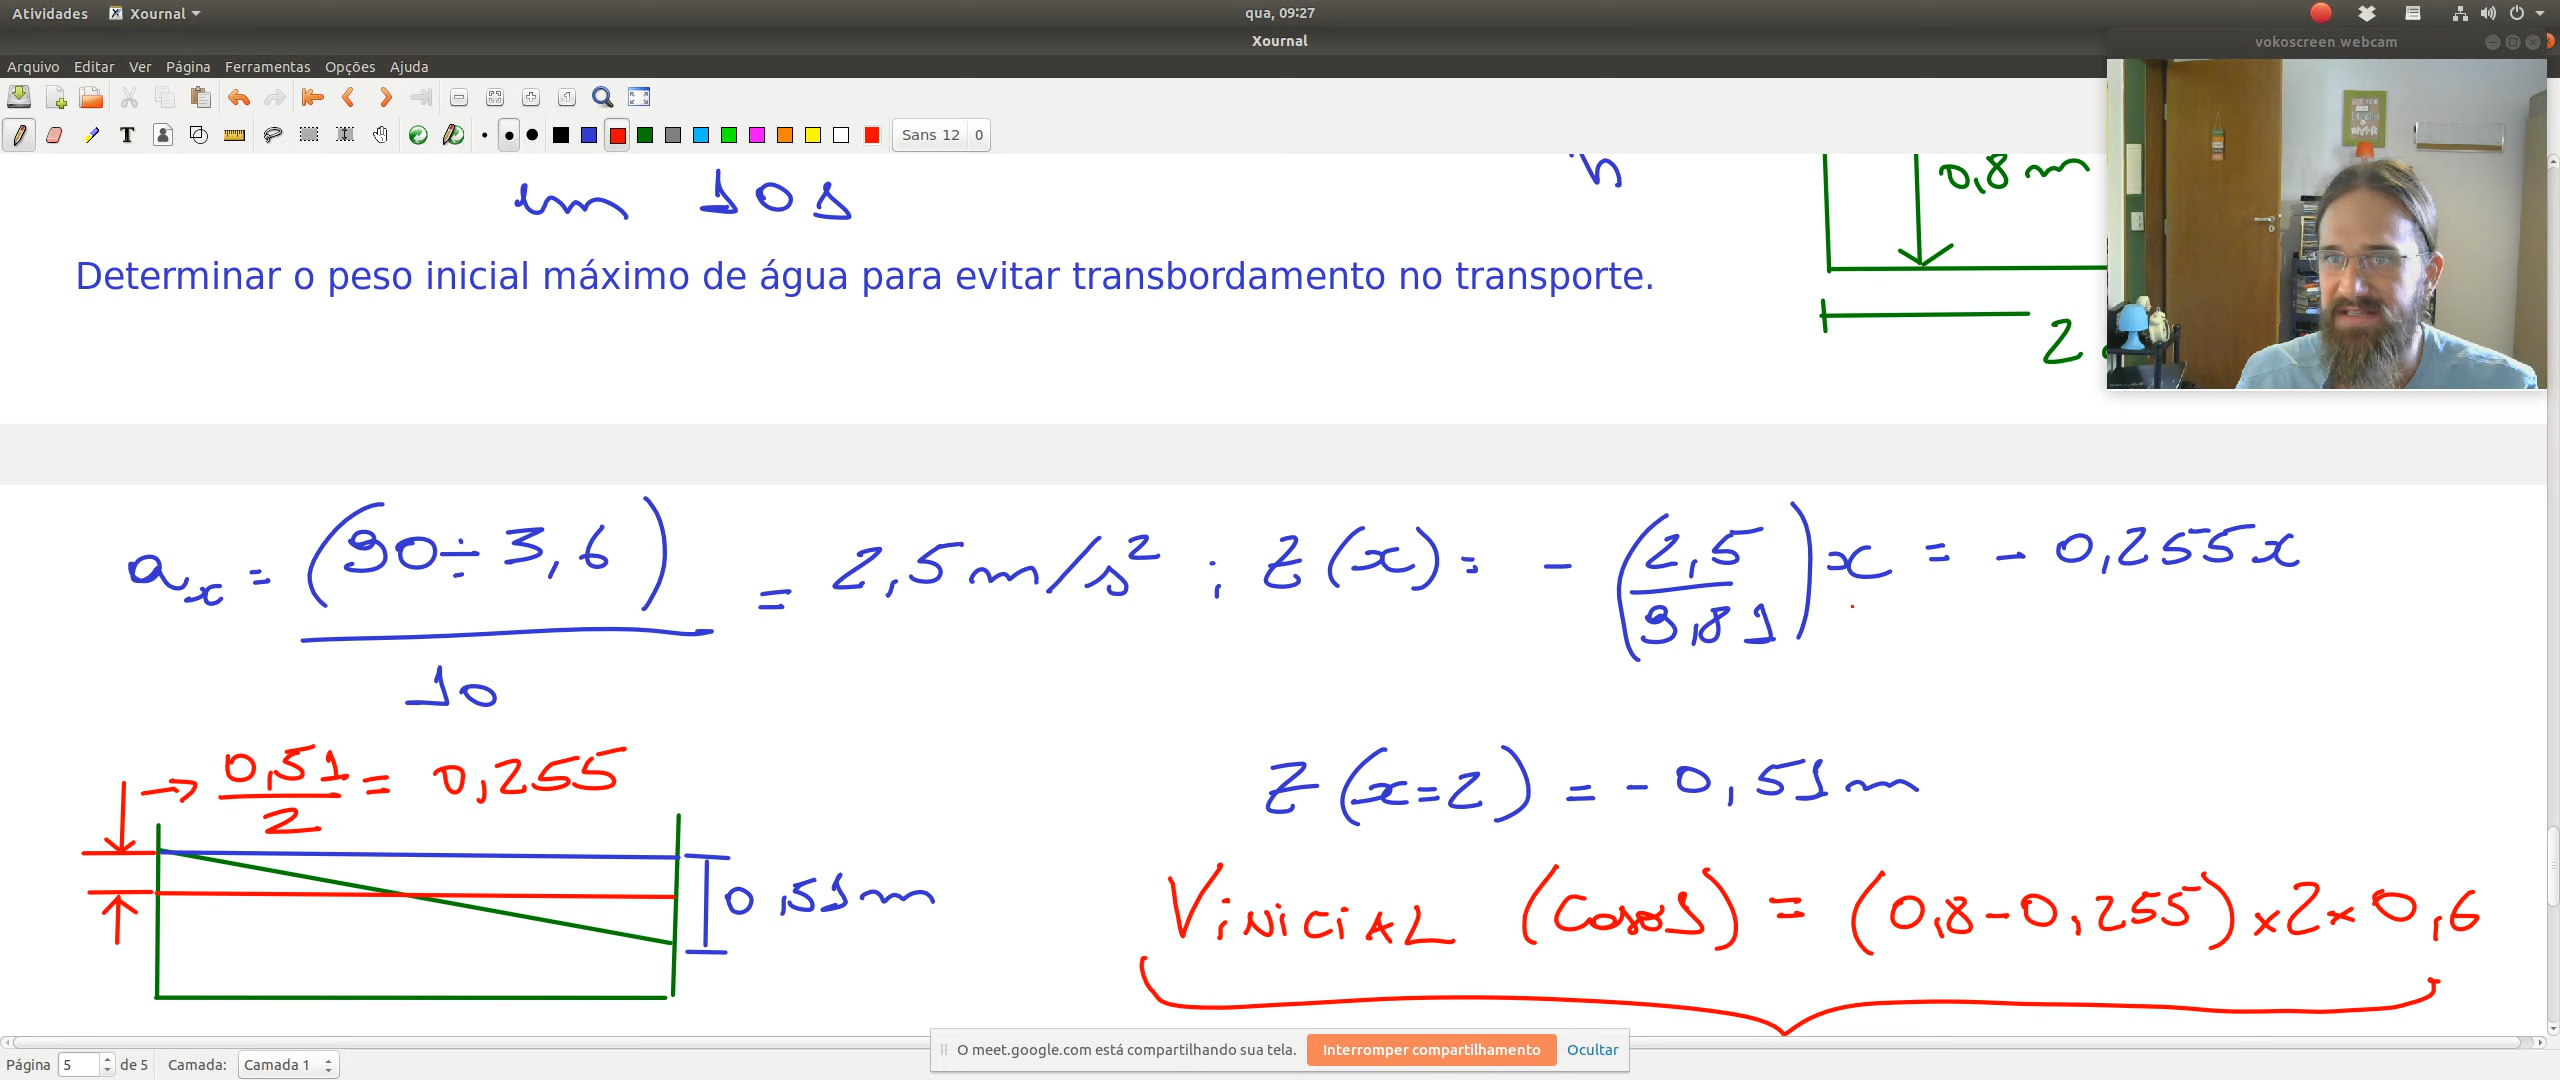 Atividades Xournal qua, 09:27
Xournal
vokoscreen webcam
Arquivo Editar Ver Página Ferramentas Opções Ajuda
Sans 12 0
em 10 s
h
0,8 m
Determinar o peso inicial máximo de água para evitar transbordamento no transporte.
2
a_x = (90 ÷ 3,6) / 10 = 2,5 m/s² ; Z(x) = - (2,5 / 9,81) x = - 0,255x
→ 0,51 / 2 = 0,255
Z(x=2) = - 0,51 m
0,51 m
VINICIAL (Caso 1) = (0,8 - 0,255) x 2 x 0,6
O meet.google.com está compartilhando sua tela. Interromper compartilhamento Ocultar
Página 5 de 5 Camada: Camada 1